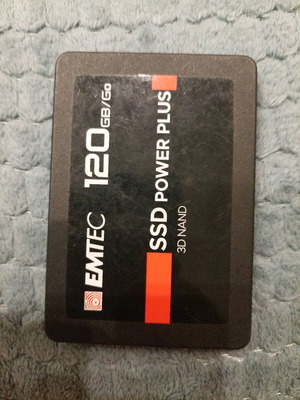 EMTEC 120 GB/Go
SSD POWER PLUS
3D NAND